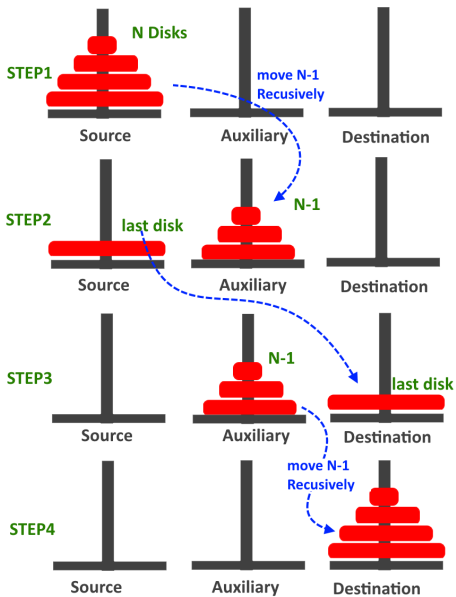 N Disks
STEP1
move N-1
Recusively
Source
Auxiliary
Destination
STEP2
last disk
N-1
Source
Auxiliary
Destination
STEP3
N-1
last disk
Source
Auxiliary
Destination
move N-1
Recusively
STEP4
Source
Auxiliary
Destination